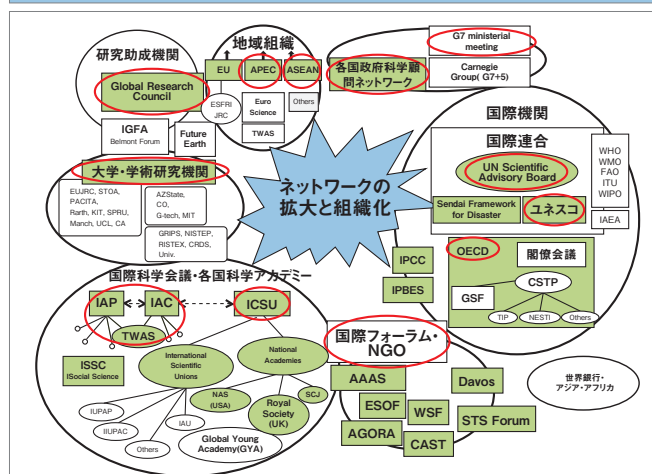 研究助成機関
Global Research
Council
IGFA
Belmont Forum
Future
Earth
地域組織
EU
APEC
ASEAN
ESFRI
JRC
Euro
Science
Others
TWAS
G7 ministerial
meeting
各国政府科学顧
問ネットワーク
Carnegie
Group( G7+5)
大学・学術研究機関
EUJRC, STOA,
PACITA,
Rarth, KIT, SPRU,
Manch, UCL, CA
AZState,
CO,
G-tech, MIT
GRIPS, NISTEP,
RISTEX, CRDS,
Univ.
ネットワークの
拡大と組織化
国際機関
国際連合
UN Scientific
Advisory Board
Sendai Framework
for Disaster
ユネスコ
WHO
WMO
FAO
ITU
WIPO
IAEA
OECD
閣僚会議
CSTP
GSF
TIP
NESTI
Others
IPCC
IPBES
国際科学会議・各国科学アカデミー
IAP
IAC
ICSU
TWAS
ISSC
ISocial Science
International
Scientific
Unions
National
Academies
NAS
(USA)
Royal
Society
(UK)
SCJ
IUPAP
IIUPAC
IAU
Others
Global Young
Academy(GYA)
国際フォーラム・
NGO
AAAS
Davos
ESOF
WSF
STS Forum
AGORA
CAST
世界銀行・
アジア・アフリカ